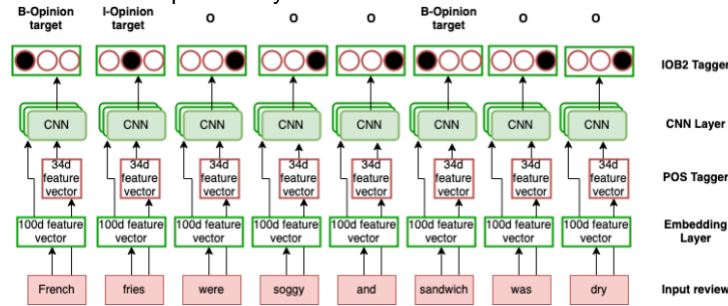 B-Opinion target I-Opinion target O O O B-Opinion target O O
IOB2 Tagger
CNN CNN CNN CNN CNN CNN CNN CNN
CNN Layer
34d feature vector 34d feature vector 34d feature vector 34d feature vector 34d feature vector 34d feature vector 34d feature vector 34d feature vector
POS Tagger
100d feature vector 100d feature vector 100d feature vector 100d feature vector 100d feature vector 100d feature vector 100d feature vector 100d feature vector
Embedding Layer
French fries were soggy and sandwich was dry
Input review